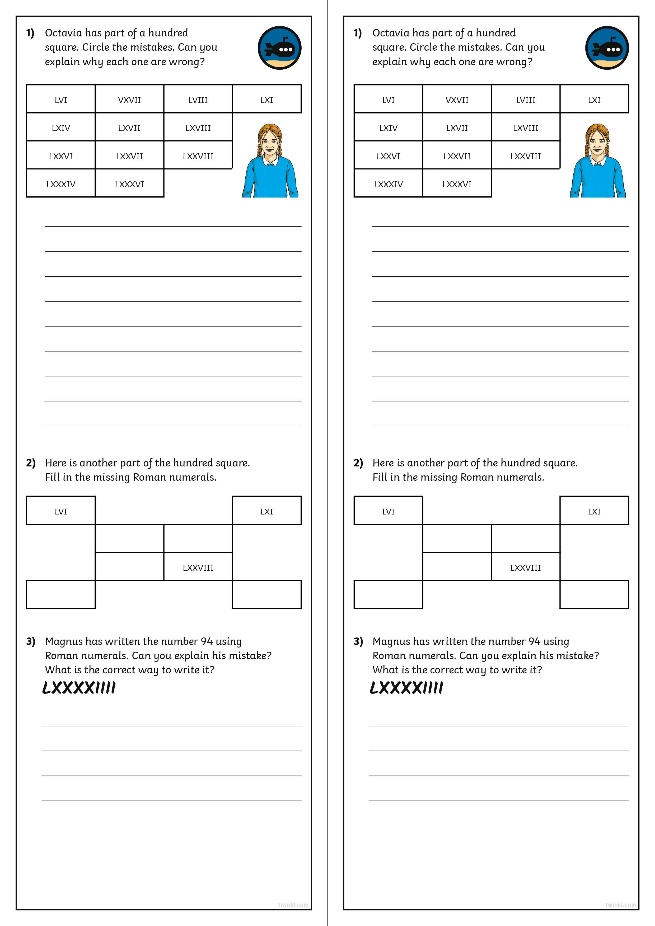 1) Octavia has part of a hundred
square. Circle the mistakes. Can you
explain why each one are wrong?
LVI VXVII LVIII LXI
LXIV LXVII LXVIII
LXXVI LXXVII LXXVIII
LXXXIV LXXXVI
2) Here is another part of the hundred square.
Fill in the missing Roman numerals.
LVI LXI
LXXVIII
3) Magnus has written the number 94 using
Roman numerals. Can you explain his mistake?
What is the correct way to write it?
LXXXXIIII
twinkl.com
1) Octavia has part of a hundred
square. Circle the mistakes. Can you
explain why each one are wrong?
LVI VXVII LVIII LXI
LXIV LXVII LXVIII
LXXVI LXXVII LXXVIII
LXXXIV LXXXVI
2) Here is another part of the hundred square.
Fill in the missing Roman numerals.
LVI LXI
LXXVIII
3) Magnus has written the number 94 using
Roman numerals. Can you explain his mistake?
What is the correct way to write it?
LXXXXIIII
twinkl.com